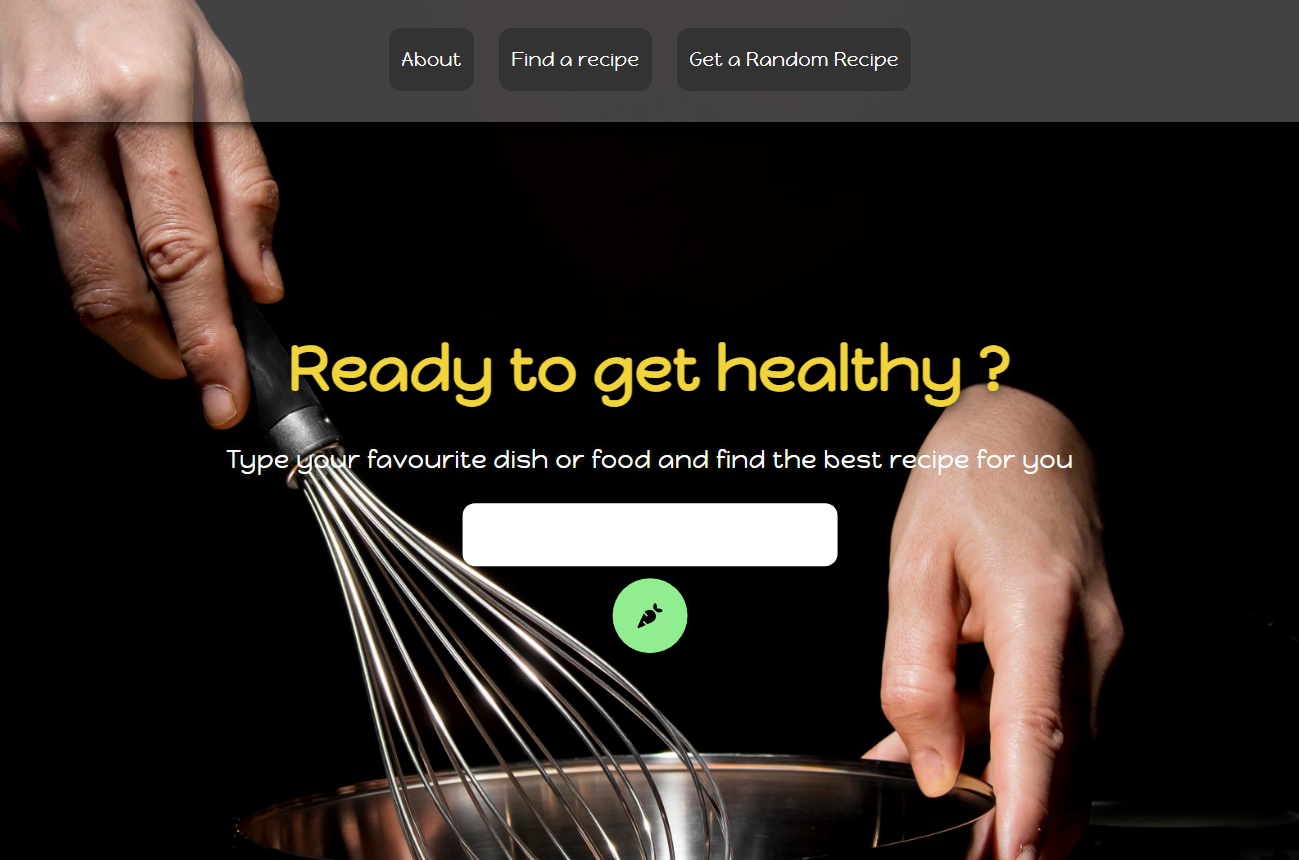 About
Find a recipe
Get a Random Recipe
Ready to get healthy ?
Type your favourite dish or food and find the best recipe for you